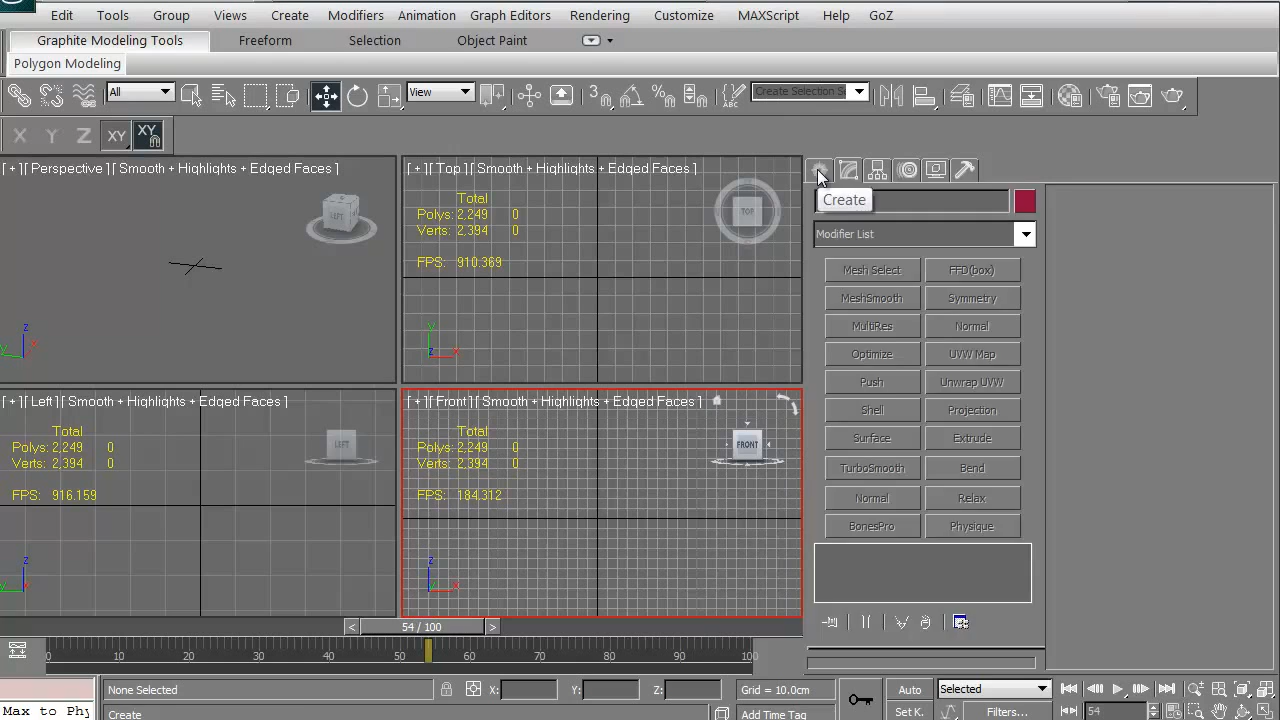 Edit Tools Group Views Create Modifiers Animation Graph Editors Rendering Customize MAXScript Help GoZ
Graphite Modeling Tools Freeform Selection Object Paint
Polygon Modeling
All View 3 Create Selection Se
X Y Z XY XY
[ + ][ Perspective ][ Smooth + Highlights + Edged Faces ]
LEFT
z
y x
[ + ][ Top ][ Smooth + Highlights + Edged Faces ]
Total
Polys: 2,249 0
Verts: 2,394 0
FPS: 910.369
TOP
y
z x
[ + ][ Left ][ Smooth + Highlights + Edged Faces ]
Total
Polys: 2,249 0
Verts: 2,394 0
FPS: 916.159
LEFT
z
y x
[ + ][ Front ][ Smooth + Highlights + Edged Faces ]
Total
Polys: 2,249 0
Verts: 2,394 0
FPS: 184.312
FRONT
z
y x
Create
Modifier List
Mesh Select FFD(box)
MeshSmooth Symmetry
MultiRes Normal
Optimize UVW Map
Push Unwrap UVW
Shell Projection
Surface Extrude
TurboSmooth Bend
Normal Relax
BonesPro Physique
< 54 / 100 >
0 10 20 30 40 50 60 70 80 90 100
None Selected X: Y: Z: Grid = 10.0cm Auto Selected
Max to Phy Create Add Time Tag Set K. Filters... 54